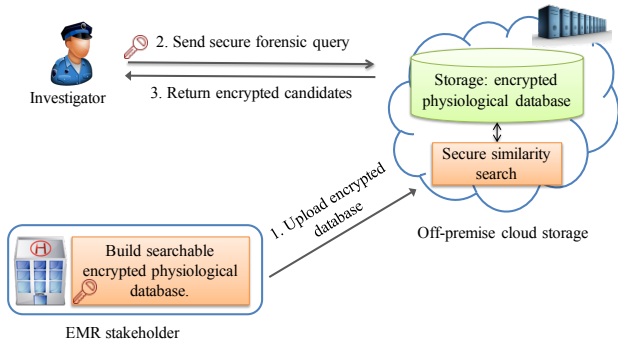 2. Send secure forensic query
3. Return encrypted candidates
Investigator
Storage: encrypted
physiological database
Secure similarity
search
Off-premise cloud storage
1. Upload encrypted
database
H
Build searchable
encrypted physiological
database.
EMR stakeholder